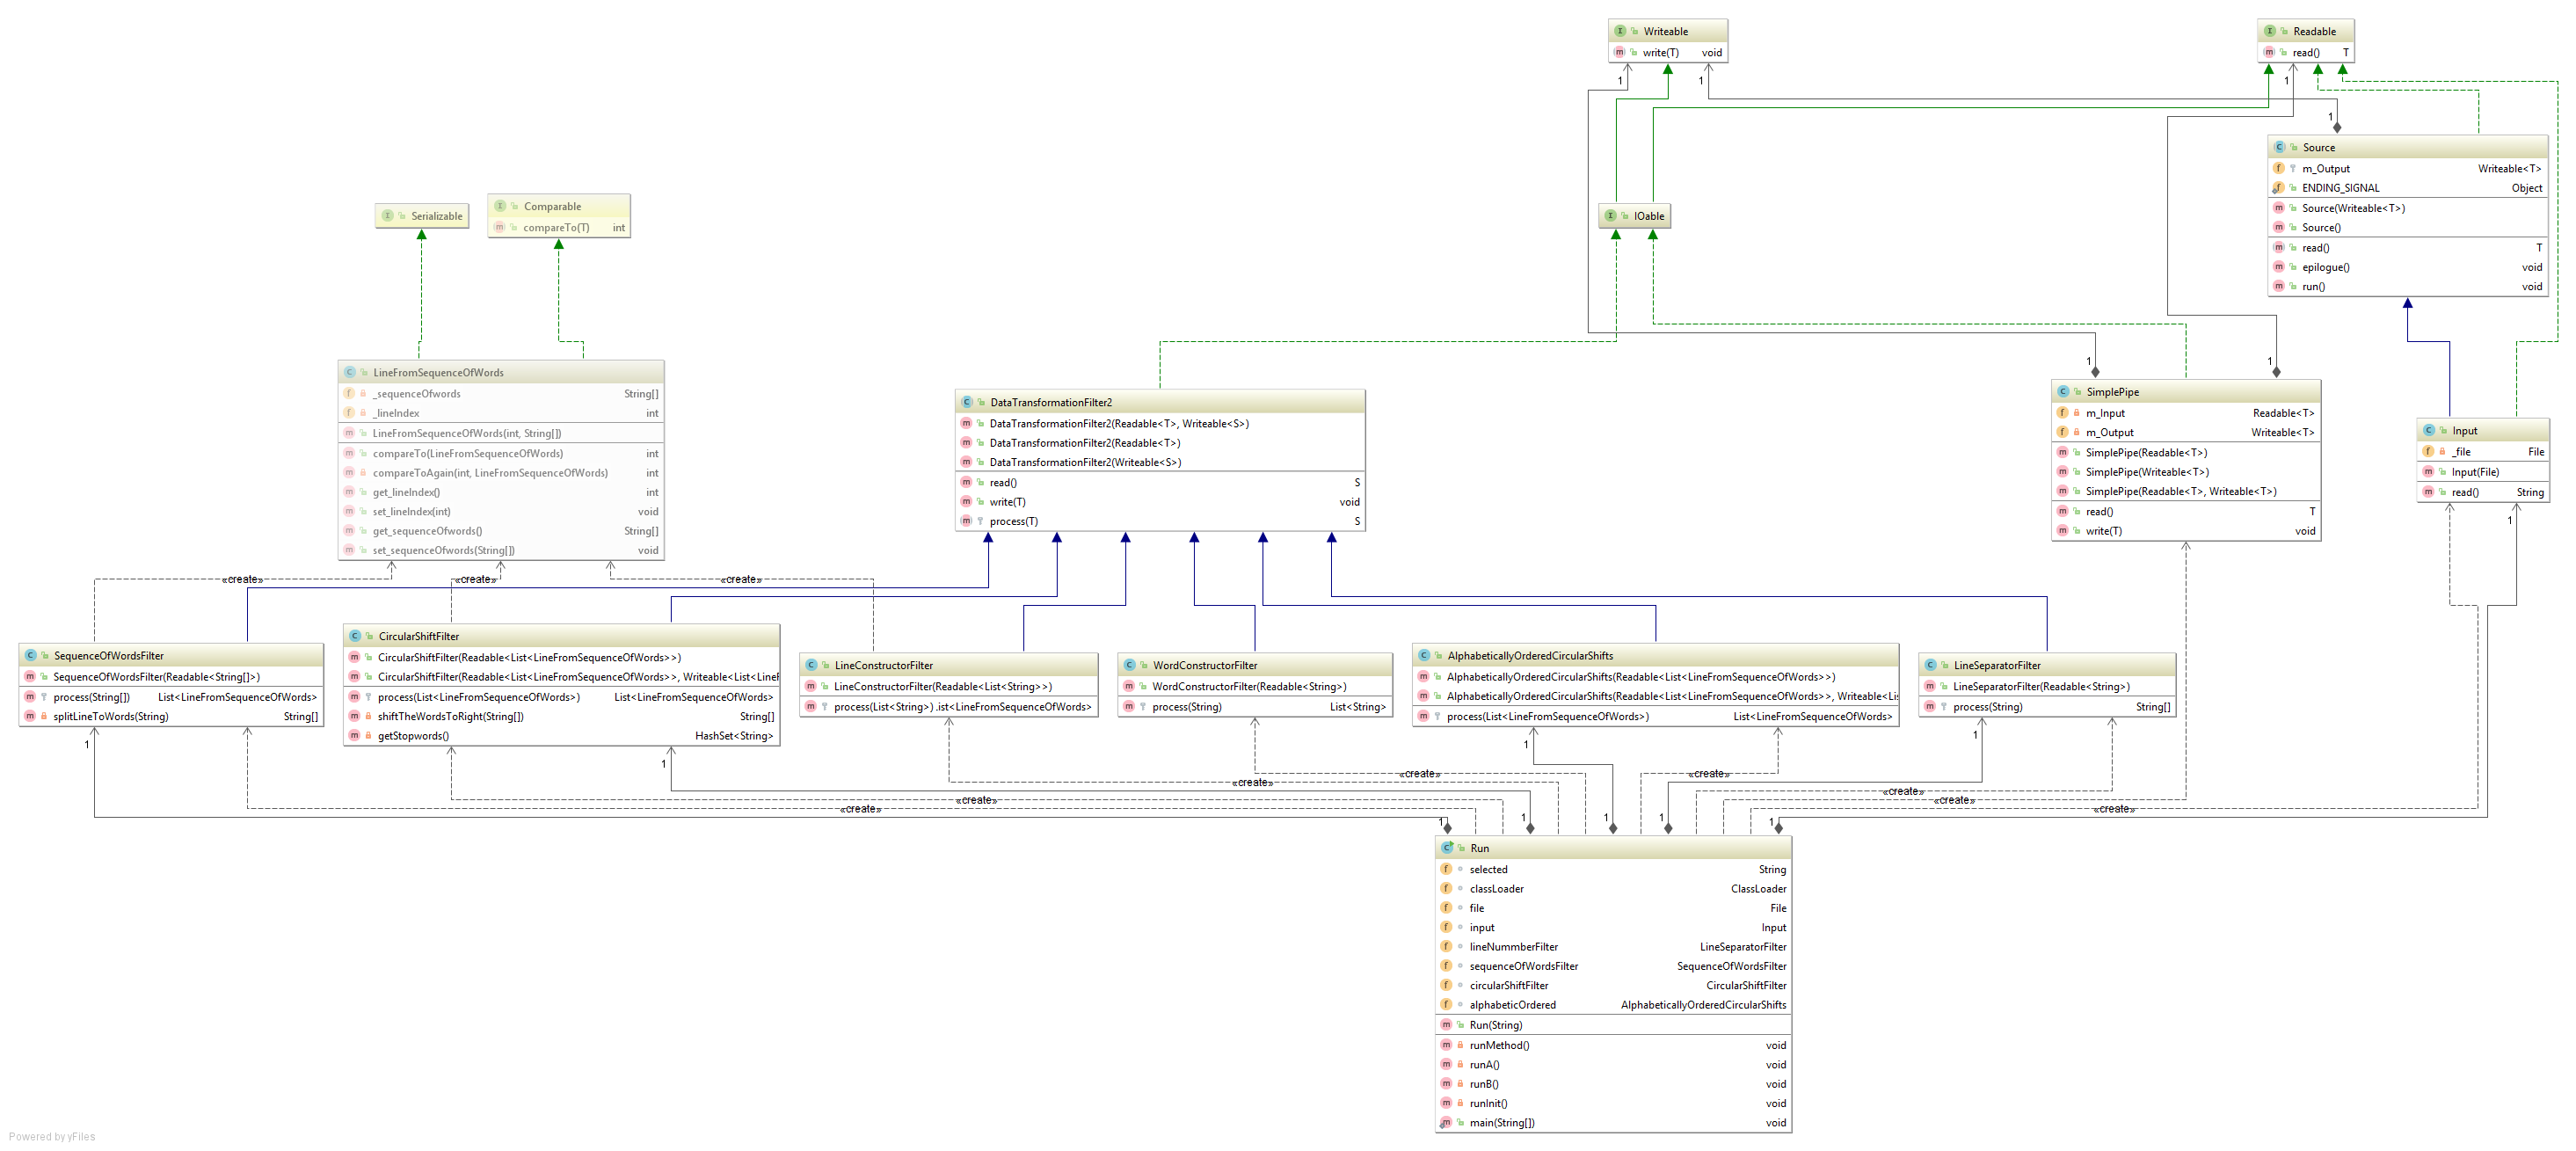 Writeable
write(T) void
Readable
read() T
1
1
1
1
Source
m_Output Writeable<T>
ENDING_SIGNAL Object
Source(Writeable<T>)
Source()
read() T
epilogue() void
run() void
Serializable
Comparable
compareTo(T) int
IOable
LineFromSequenceOfWords
_sequenceOfwords String[]
_lineIndex int
LineFromSequenceOfWords(int, String[])
compareTo(LineFromSequenceOfWords) int
compareToAgain(int, LineFromSequenceOfWords) int
get_lineIndex() int
set_lineIndex(int) void
get_sequenceOfwords() String[]
set_sequenceOfwords(String[]) void
DataTransformationFilter2
DataTransformationFilter2(Readable<T>, Writeable<S>)
DataTransformationFilter2(Readable<T>)
DataTransformationFilter2(Writeable<S>)
read() S
write(T) void
process(T) S
1
1
SimplePipe
m_Input Readable<T>
m_Output Writeable<T>
SimplePipe(Readable<T>)
SimplePipe(Writeable<T>)
SimplePipe(Readable<T>, Writeable<T>)
read() T
write(T) void
Input
_file File
Input(File)
read() String
1
«create»
«create»
«create»
SequenceOfWordsFilter
SequenceOfWordsFilter(Readable<String[]>)
process(String[]) List<LineFromSequenceOfWords>
splitLineToWords(String) String[]
CircularShiftFilter
CircularShiftFilter(Readable<List<LineFromSequenceOfWords>>)
CircularShiftFilter(Readable<List<LineFromSequenceOfWords>>, Writeable<List<LineF
process(List<LineFromSequenceOfWords>) List<LineFromSequenceOfWords>
shiftTheWordsToRight(String[]) String[]
getStopwords() HashSet<String>
LineConstructorFilter
LineConstructorFilter(Readable<List<String>>)
process(List<String>) .ist<LineFromSequenceOfWords>
WordConstructorFilter
WordConstructorFilter(Readable<String>)
process(String) List<String>
AlphabeticallyOrderedCircularShifts
AlphabeticallyOrderedCircularShifts(Readable<List<LineFromSequenceOfWords>>)
AlphabeticallyOrderedCircularShifts(Readable<List<LineFromSequenceOfWords>>, Writeable<Lis
process(List<LineFromSequenceOfWords>) List<LineFromSequenceOfWords>
LineSeparatorFilter
LineSeparatorFilter(Readable<String>)
process(String) String[]
1
1
1
1
«create»
«create»
«create»
«create»
«create»
«create»
«create»
«create»
1
1
1
1
1
Run
selected String
classLoader ClassLoader
file File
input Input
lineNummberFilter LineSeparatorFilter
sequenceOfWordsFilter SequenceOfWordsFilter
circularShiftFilter CircularShiftFilter
alphabeticOrdered AlphabeticallyOrderedCircularShifts
Run(String)
runMethod() void
runA() void
runB() void
runInit() void
main(String[]) void
Powered by yFiles